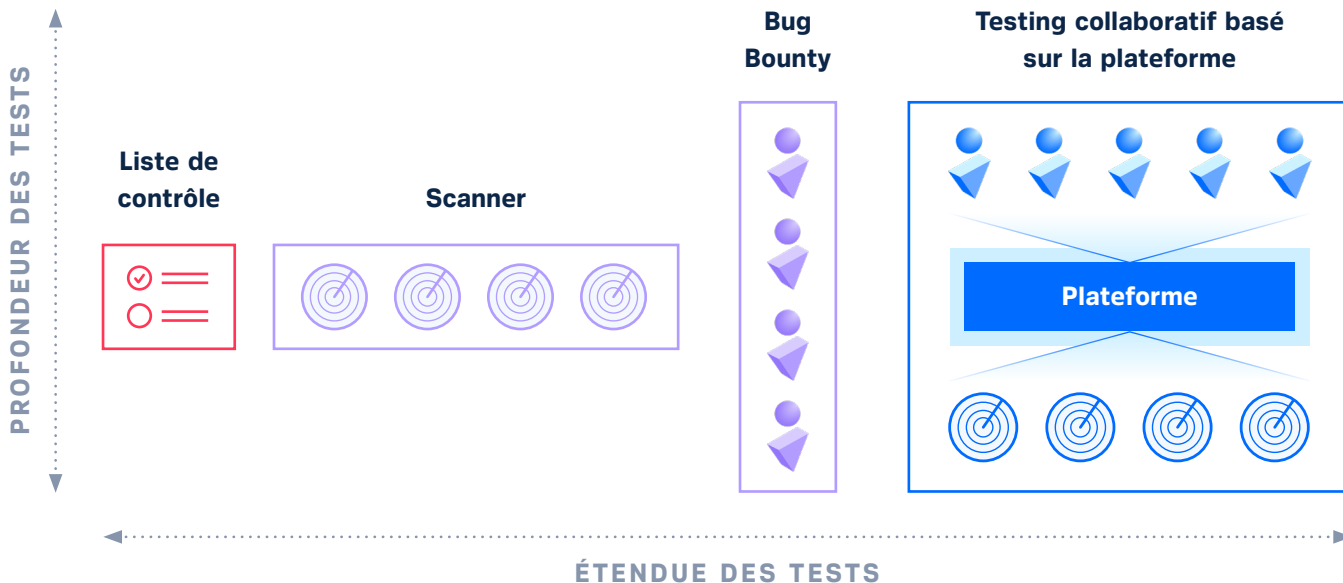 Bug
Bounty
Testing collaboratif basé
sur la plateforme
Liste de
contrôle
Scanner
Plateforme
PROFONDEUR DES TESTS
ÉTENDUE DES TESTS